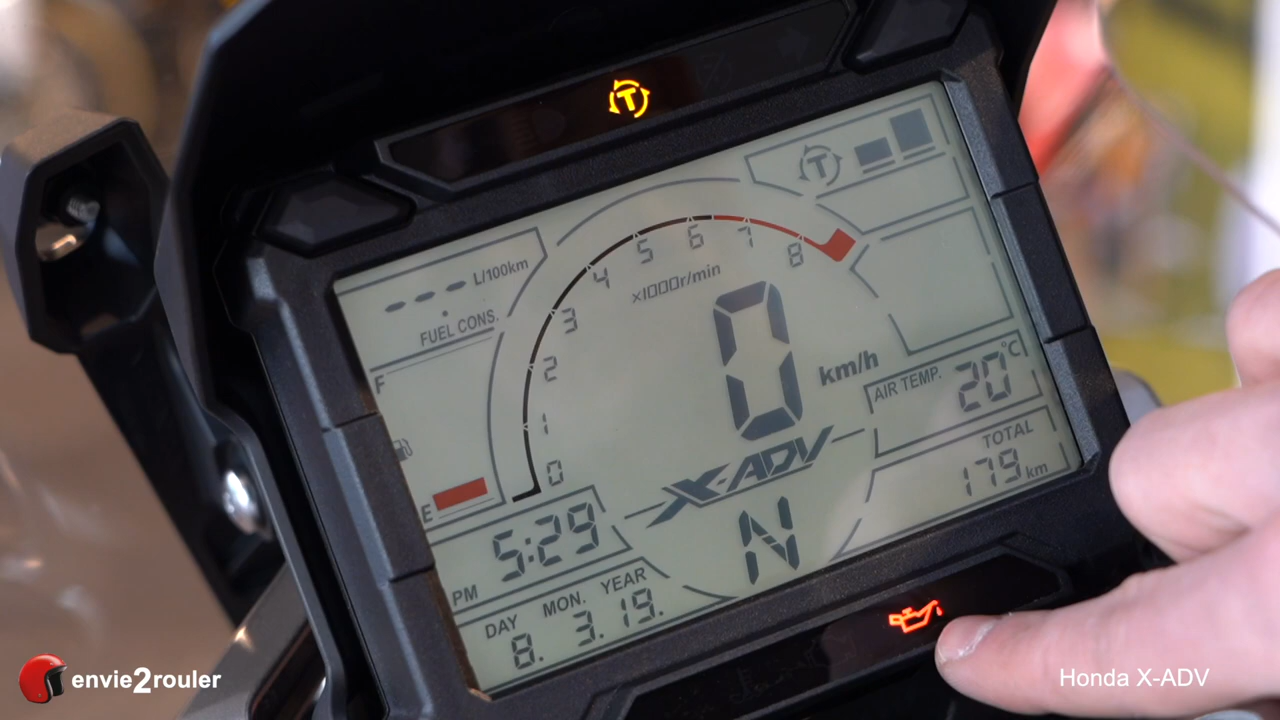 T
T
- - - L/100km
FUEL CONS.
F
E
0 1 2 3 4 5 6 7 8
×1000r/min
0 km/h
AIR TEMP. 20°C
X-ADV
TOTAL
179 km
N
PM 5:29
DAY MON. YEAR
8. 3.19.
envie2rouler
Honda X-ADV